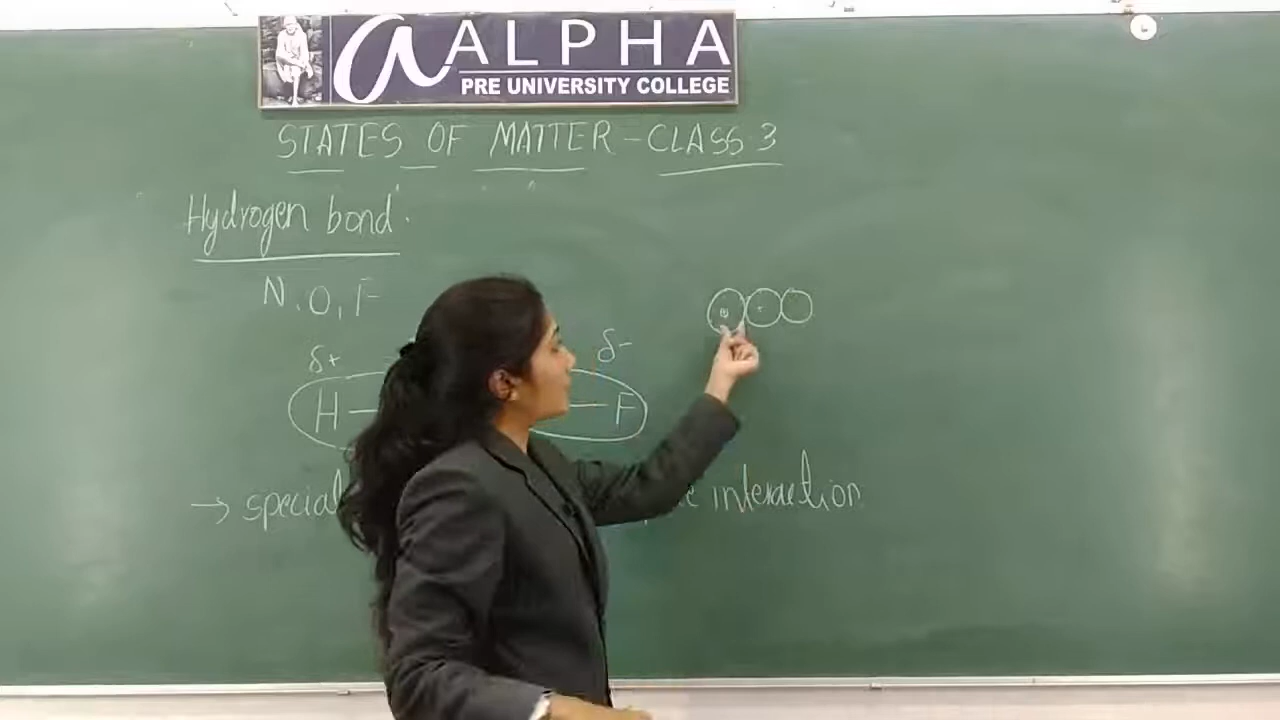 a ALPHA
PRE UNIVERSITY COLLEGE
STATES OF MATTER - CLASS 3
Hydrogen bond.
N, O, F
δ+ δ-
H — — F
→ special interaction